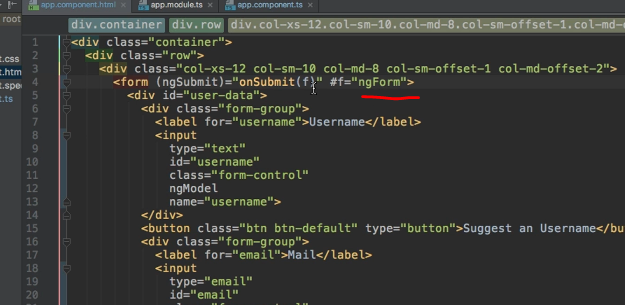 app.component.html × app.module.ts × app.component.ts ×
div.container div.row div.col-xs-12.col-sm-10.col-md-8.col-sm-offset-1.col-md-of
root
.css
t.htm
t.spe
t.ts
1 <div class="container">
2 <div class="row">
3 <div class="col-xs-12 col-sm-10 col-md-8 col-sm-offset-1 col-md-offset-2">
4 <form (ngSubmit)="onSubmit(f)" #f="ngForm">
5 <div id="user-data">
6 <div class="form-group">
7 <label for="username">Username</label>
8 <input
9 type="text"
10 id="username"
11 class="form-control"
12 ngModel
13 name="username">
14 </div>
15 <button class="btn btn-default" type="button">Suggest an Username</bu
16 <div class="form-group">
17 <label for="email">Mail</label>
18 <input
19 type="email"
20 id="email"